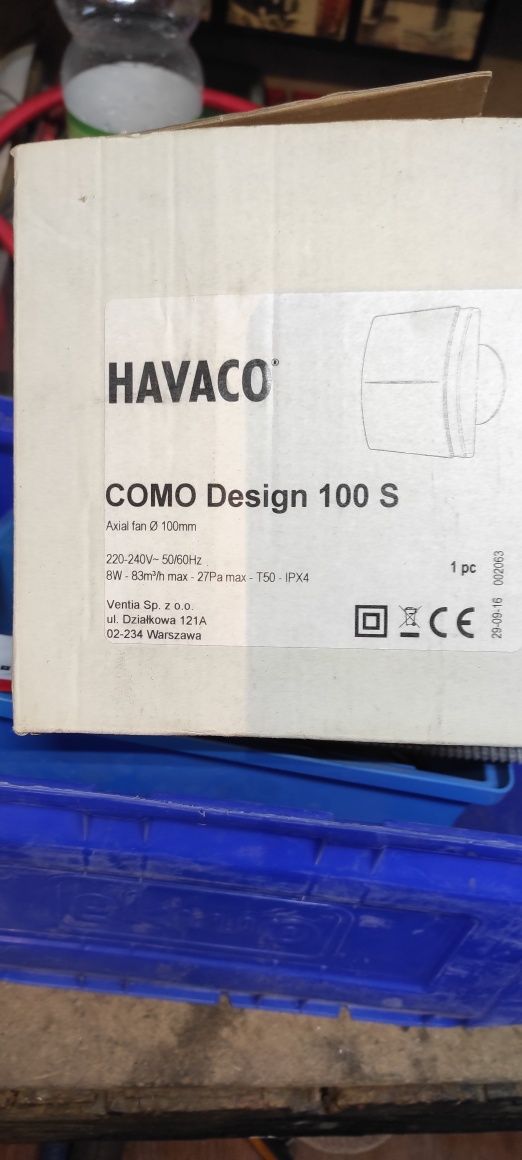 HAVACO®
COMO Design 100 S
Axial fan Ø 100mm
220-240V~ 50/60Hz
8W - 83m³/h max - 27Pa max - T50 - IPX4
1 pc
Ventia Sp. z o.o.
ul. Działkowa 121A
02-234 Warszawa
CE
29-09-16 002063